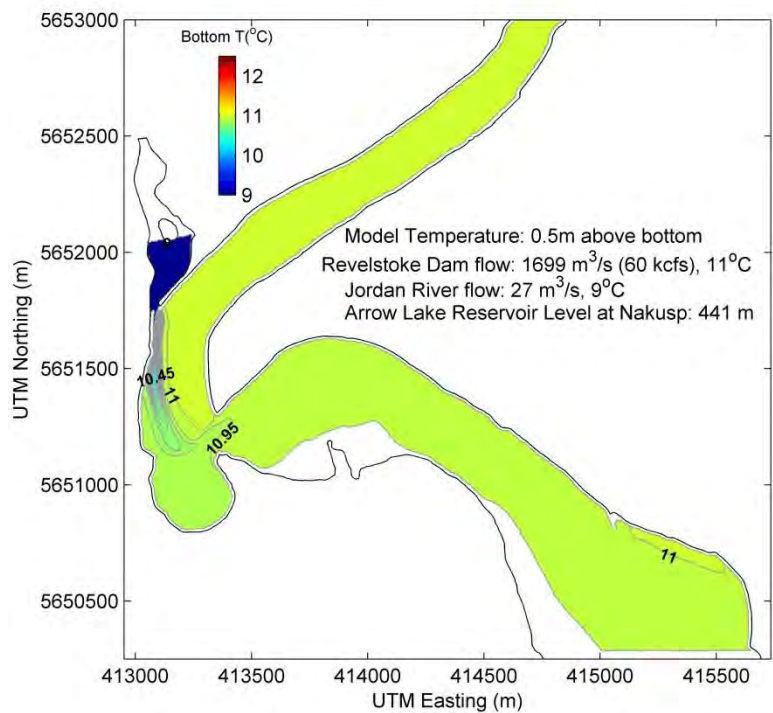 5653000
5652500
5652000
5651500
5651000
5650500
UTM Northing (m)
Bottom T(°C)
12
11
10
9
Model Temperature: 0.5m above bottom
Revelstoke Dam flow: 1699 m³/s (60 kcfs), 11°C
Jordan River flow: 27 m³/s, 9°C
Arrow Lake Reservoir Level at Nakusp: 441 m
10.45
11
10.95
11
413000 413500 414000 414500 415000 415500
UTM Easting (m)